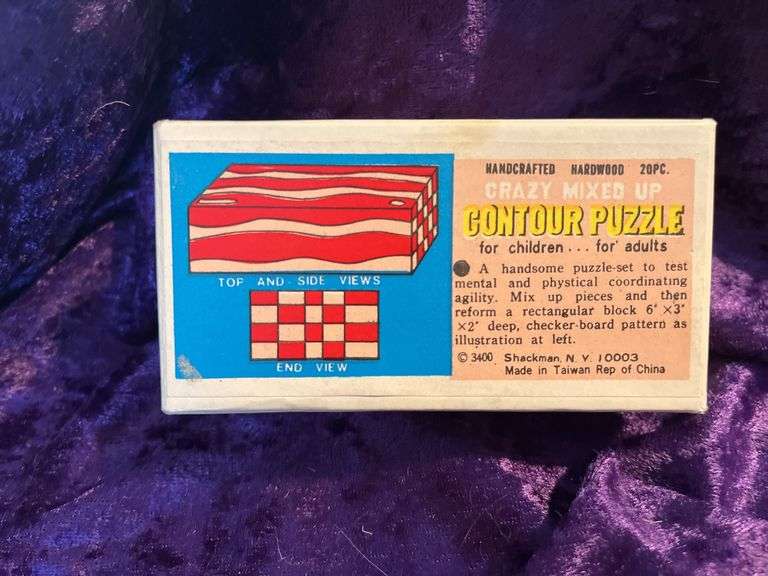 HANDCRAFTED HARDWOOD 20PC.
CRAZY MIXED UP
CONTOUR PUZZLE
for children . . . for adults
A handsome puzzle-set to test
mental and physical coordinating
agility. Mix up pieces and then
reform a rectangular block 6" ×3"
×2" deep, checker-board pattern as
illustration at left.
© 3400 Shackman, N. Y. 10003
Made in Taiwan Rep of China
TOP AND SIDE VIEWS
END VIEW